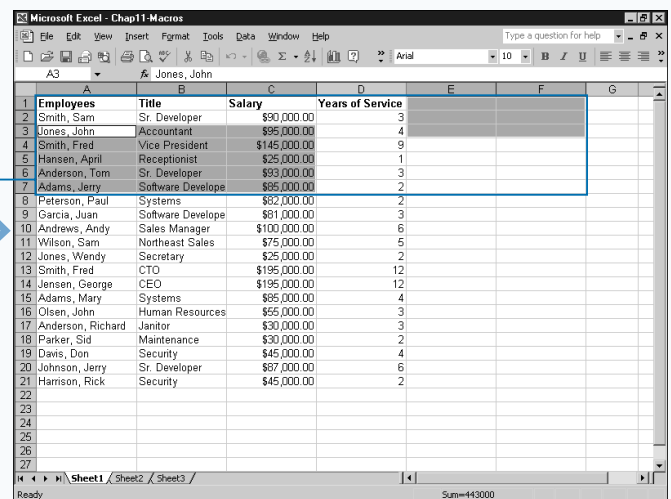 Microsoft Excel - Chap11-Macros
File Edit View Insert Format Tools Data Window Help Type a question for help
Arial 10 B I U
A3 fx Jones, John
A B C D E F G
1 Employees Title Salary Years of Service
2 Smith, Sam Sr. Developer $90,000.00 3
3 Jones, John Accountant $95,000.00 4
4 Smith, Fred Vice President $145,000.00 9
5 Hansen, April Receptionist $25,000.00 1
6 Anderson, Tom Sr. Developer $93,000.00 3
7 Adams, Jerry Software Develope $85,000.00 2
8 Peterson, Paul Systems $82,000.00 2
9 Garcia, Juan Software Develope $81,000.00 3
10 Andrews, Andy Sales Manager $100,000.00 6
11 Wilson, Sam Northeast Sales $75,000.00 5
12 Jones, Wendy Secretary $25,000.00 2
13 Smith, Fred CTO $195,000.00 12
14 Jensen, George CEO $195,000.00 12
15 Adams, Mary Systems $85,000.00 4
16 Olsen, John Human Resources $55,000.00 3
17 Anderson, Richard Janitor $30,000.00 3
18 Parker, Sid Maintenance $30,000.00 2
19 Davis, Don Security $45,000.00 4
20 Johnson, Jerry Sr. Developer $87,000.00 6
21 Harrison, Rick Security $45,000.00 2
22
23
24
25
26
27
Sheet1 Sheet2 Sheet3
Ready Sum=443000